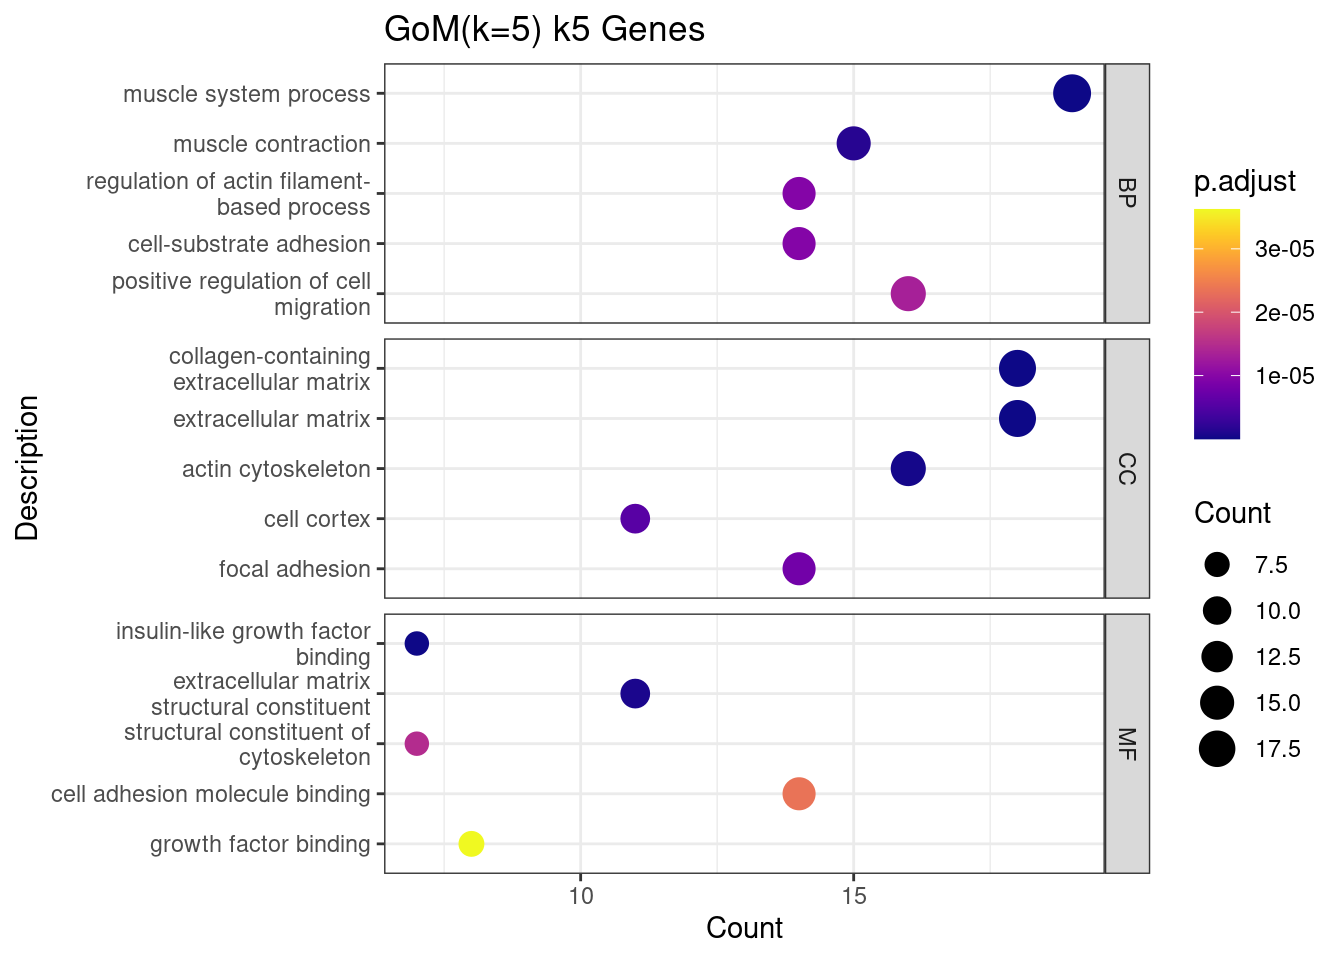 GoM(k=5) k5 Genes
Description
muscle system process
muscle contraction
regulation of actin filament-
based process
cell-substrate adhesion
positive regulation of cell
migration
BP
collagen-containing
extracellular matrix
extracellular matrix
actin cytoskeleton
cell cortex
focal adhesion
CC
insulin-like growth factor
binding
extracellular matrix
structural constituent
structural constituent of
cytoskeleton
cell adhesion molecule binding
growth factor binding
MF
10 15
Count
p.adjust
3e-05
2e-05
1e-05
Count
7.5
10.0
12.5
15.0
17.5